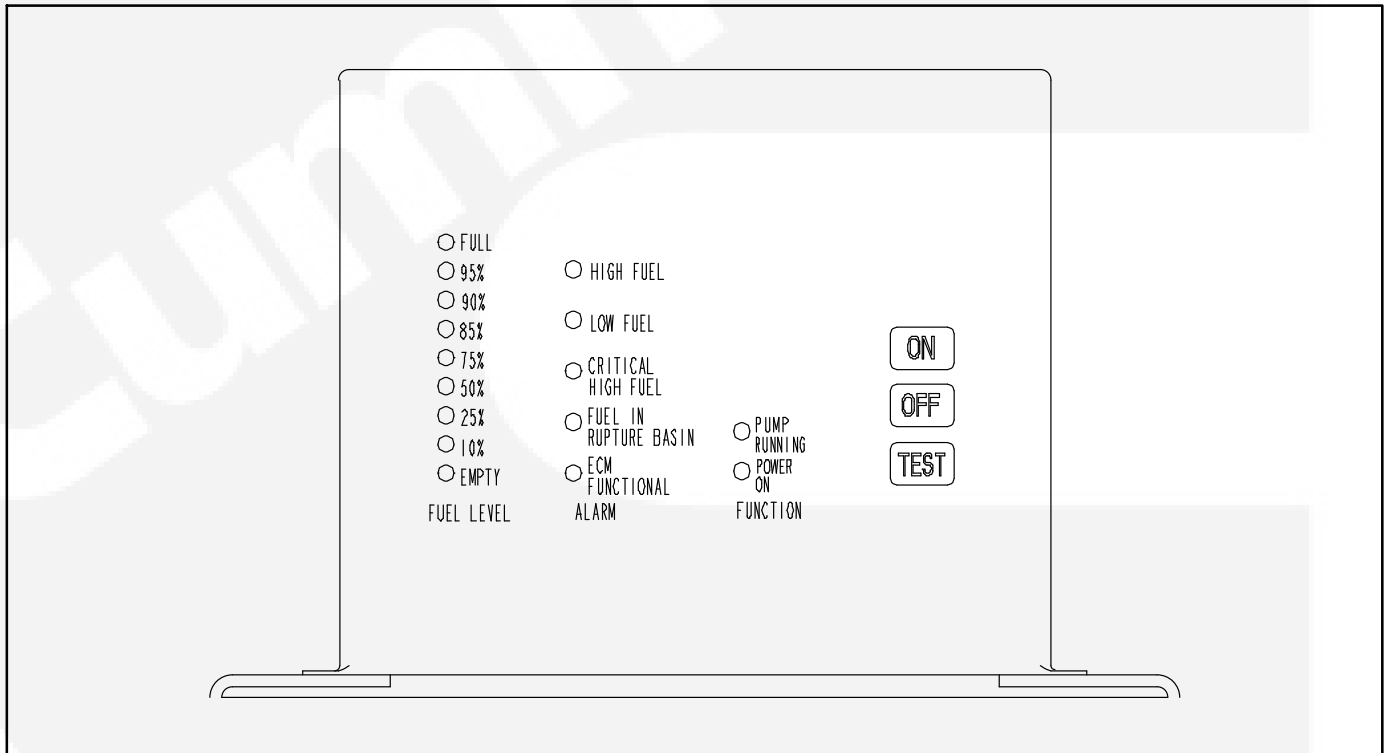 FULL
95%
90%
85%
75%
50%
25%
10%
EMPTY
FUEL LEVEL
HIGH FUEL
LOW FUEL
CRITICAL
HIGH FUEL
FUEL IN
RUPTURE BASIN
ECM
FUNCTIONAL
ALARM
PUMP
RUNNING
POWER
ON
FUNCTION
ON
OFF
TEST